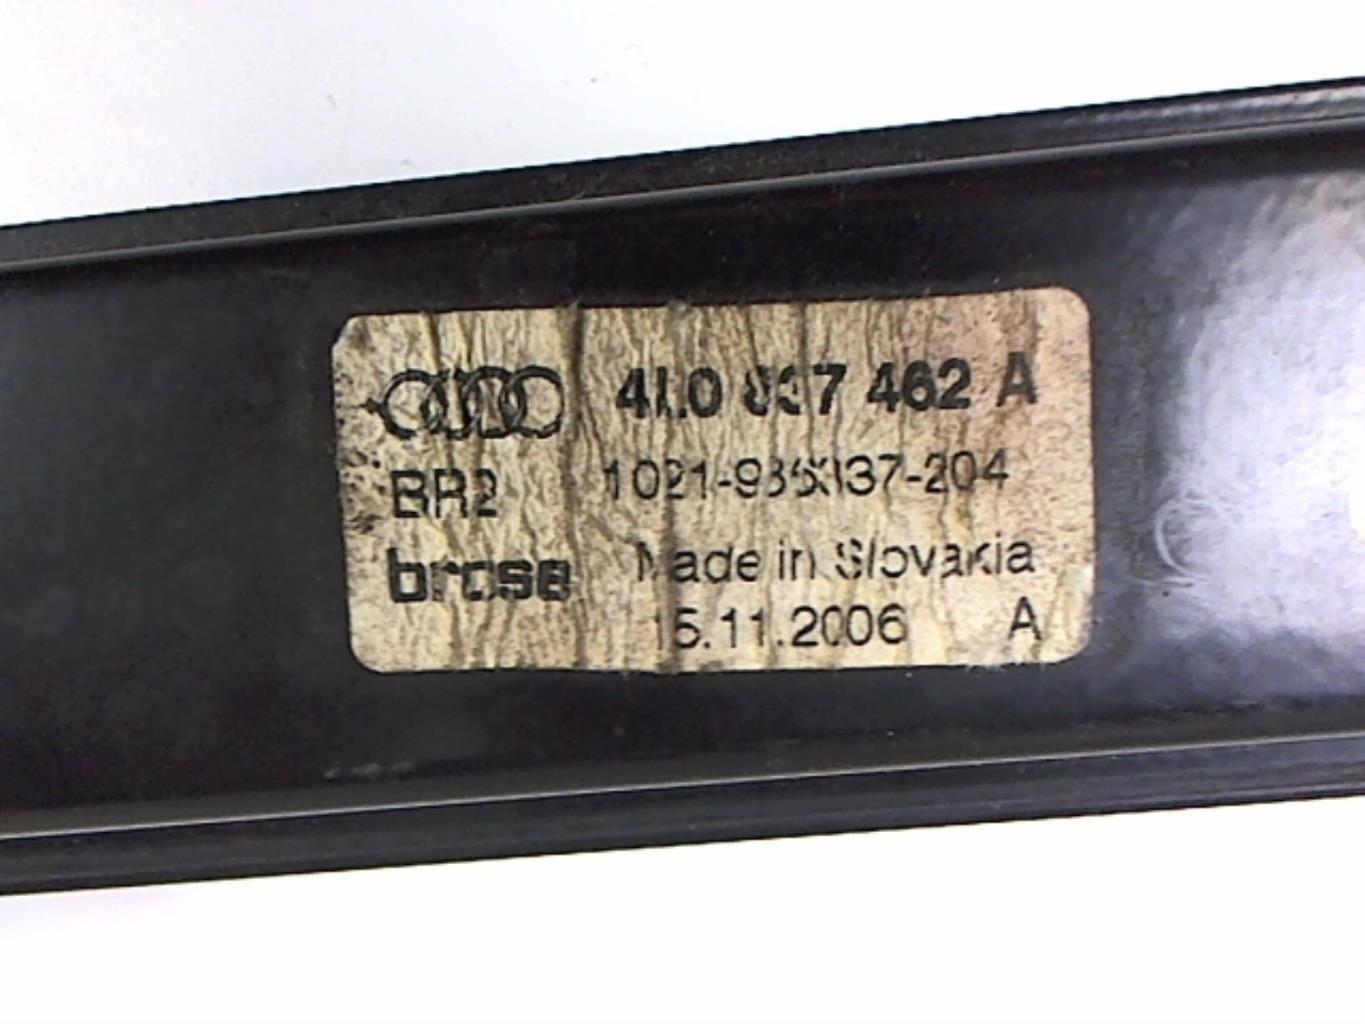 4L0 837 462 A
BR2
brose Made in Slovakia
15.11.2006 A